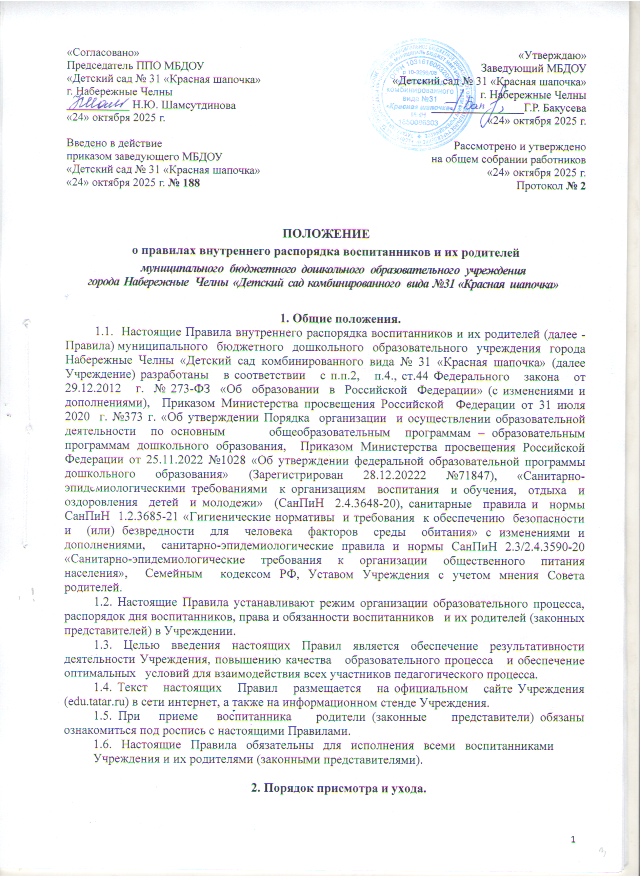 «Согласовано»
Председатель ППО МБДОУ
«Детский сад № 31 «Красная шапочка»
г. Набережные Челны
Н.Ю. Шамсутдинова
«24» октября 2025 г.
«Утверждаю»
Заведующий МБДОУ
«Детский сад № 31 «Красная шапочка»
г. Набережные Челны
Г.Р. Бакусева
«24» октября 2025 г.
комбинированного
вида №31
«Красная шапочка»
Введено в действие
приказом заведующего МБДОУ
«Детский сад № 31 «Красная шапочка»
«24» октября 2025 г. № 188
Рассмотрено и утверждено
на общем собрании работников
«24» октября 2025 г.
Протокол № 2
ПОЛОЖЕНИЕ
о правилах внутреннего распорядка воспитанников и их родителей
муниципального бюджетного дошкольного образовательного учреждения
города Набережные Челны «Детский сад комбинированного вида №31 «Красная шапочка»
1. Общие положения.
1.1. Настоящие Правила внутреннего распорядка воспитанников и их родителей (далее -
Правила) муниципального бюджетного дошкольного образовательного учреждения города
Набережные Челны «Детский сад комбинированного вида № 31 «Красная шапочка» (далее
Учреждение) разработаны в соответствии с п.п.2, п.4., ст.44 Федерального закона от
29.12.2012 г. № 273-ФЗ «Об образовании в Российской Федерации» (с изменениями и
дополнениями), Приказом Министерства просвещения Российской Федерации от 31 июля
2020 г. №373 г. «Об утверждении Порядка организации и осуществлении образовательной
деятельности по основным общеобразовательным программам – образовательным
программам дошкольного образования, Приказом Министерства просвещения Российской
Федерации от 25.11.2022 №1028 «Об утверждении федеральной образовательной программы
дошкольного образования» (Зарегистрирован 28.12.20222 №71847), «Санитарно-
эпидемиологическими требованиями к организациям воспитания и обучения, отдыха и
оздоровления детей и молодежи» (СанПиН 2.4.3648-20), санитарные правила и нормы
СанПиН 1.2.3685-21 «Гигиенические нормативы и требования к обеспечению безопасности
и (или) безвредности для человека факторов среды обитания» с изменениями и
дополнениями, санитарно-эпидемиологические правила и нормы СанПиН 2.3/2.4.3590-20
«Санитарно-эпидемиологические требования к организации общественного питания
населения», Семейным кодексом РФ, Уставом Учреждения с учетом мнения Совета
родителей.
1.2. Настоящие Правила устанавливают режим организации образовательного процесса,
распорядок дня воспитанников, права и обязанности воспитанников и их родителей (законных
представителей) в Учреждении.
1.3. Целью введения настоящих Правил является обеспечение результативности
деятельности Учреждения, повышению качества образовательного процесса и обеспечение
оптимальных условий для взаимодействия всех участников педагогического процесса.
1.4. Текст настоящих Правил размещается на официальном сайте Учреждения
(edu.tatar.ru) в сети интернет, а также на информационном стенде Учреждения.
1.5. При приеме воспитанника родители (законные представители) обязаны
ознакомиться под роспись с настоящими Правилами.
1.6. Настоящие Правила обязательны для исполнения всеми воспитанниками
Учреждения и их родителями (законными представителями).
2. Порядок присмотра и ухода.
1